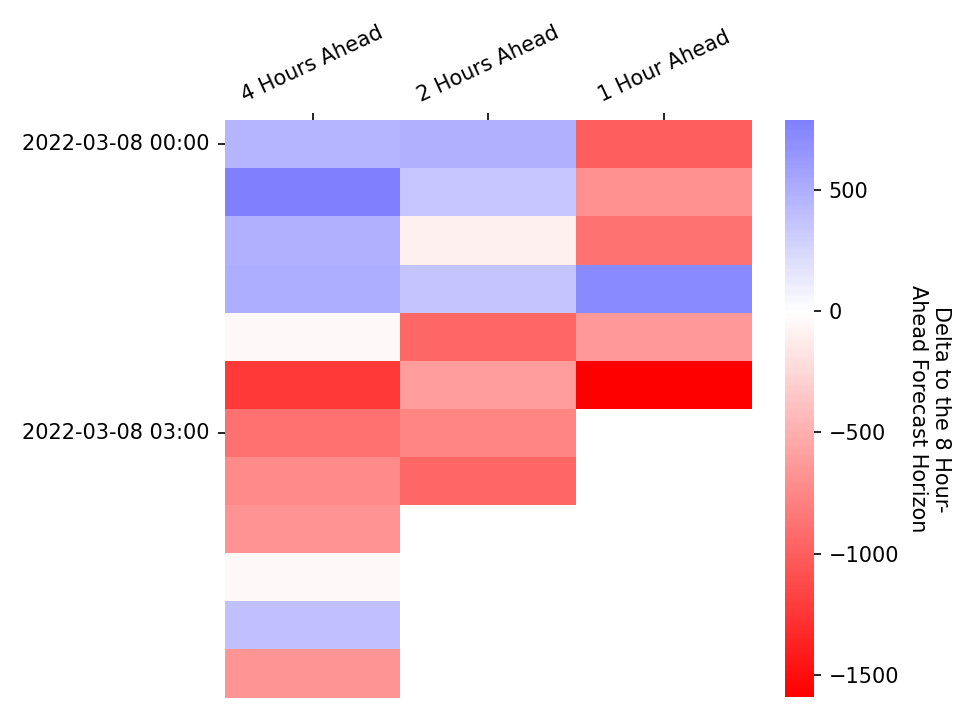 4 Hours Ahead
2 Hours Ahead
1 Hour Ahead
2022-03-08 00:00
2022-03-08 03:00
500
0
−500
−1000
−1500
Delta to the 8 Hour-
Ahead Forecast Horizon